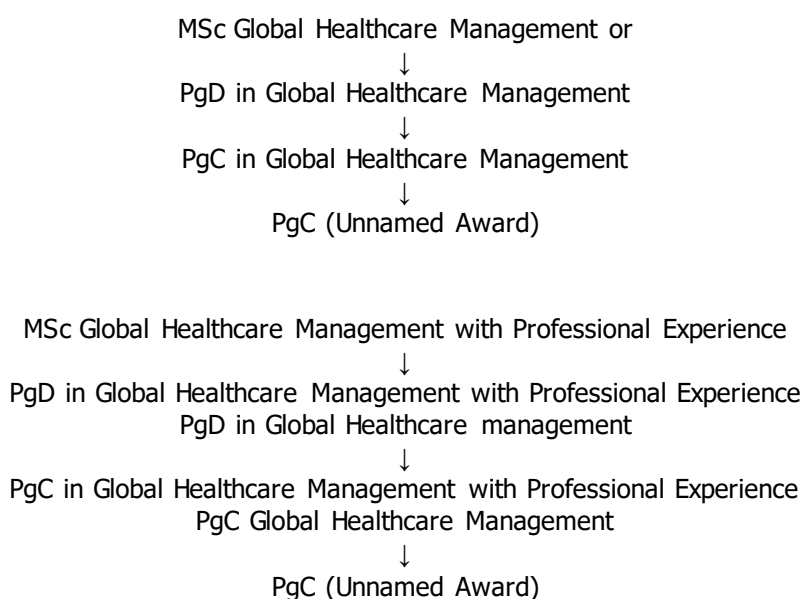 MSc Global Healthcare Management or
↓
PgD in Global Healthcare Management
↓
PgC in Global Healthcare Management
↓
PgC (Unnamed Award)
MSc Global Healthcare Management with Professional Experience
↓
PgD in Global Healthcare Management with Professional Experience
PgD in Global Healthcare management
↓
PgC in Global Healthcare Management with Professional Experience
PgC Global Healthcare Management
↓
PgC (Unnamed Award)